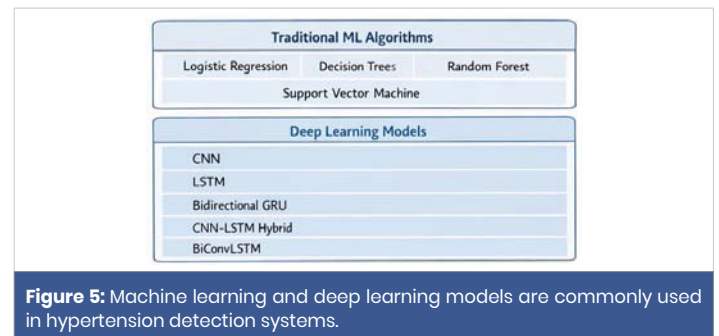 Traditional ML Algorithms
Logistic Regression Decision Trees Random Forest
Support Vector Machine
Deep Learning Models
CNN
LSTM
Bidirectional GRU
CNN-LSTM Hybrid
BiConvLSTM
Figure 5: Machine learning and deep learning models are commonly used
in hypertension detection systems.